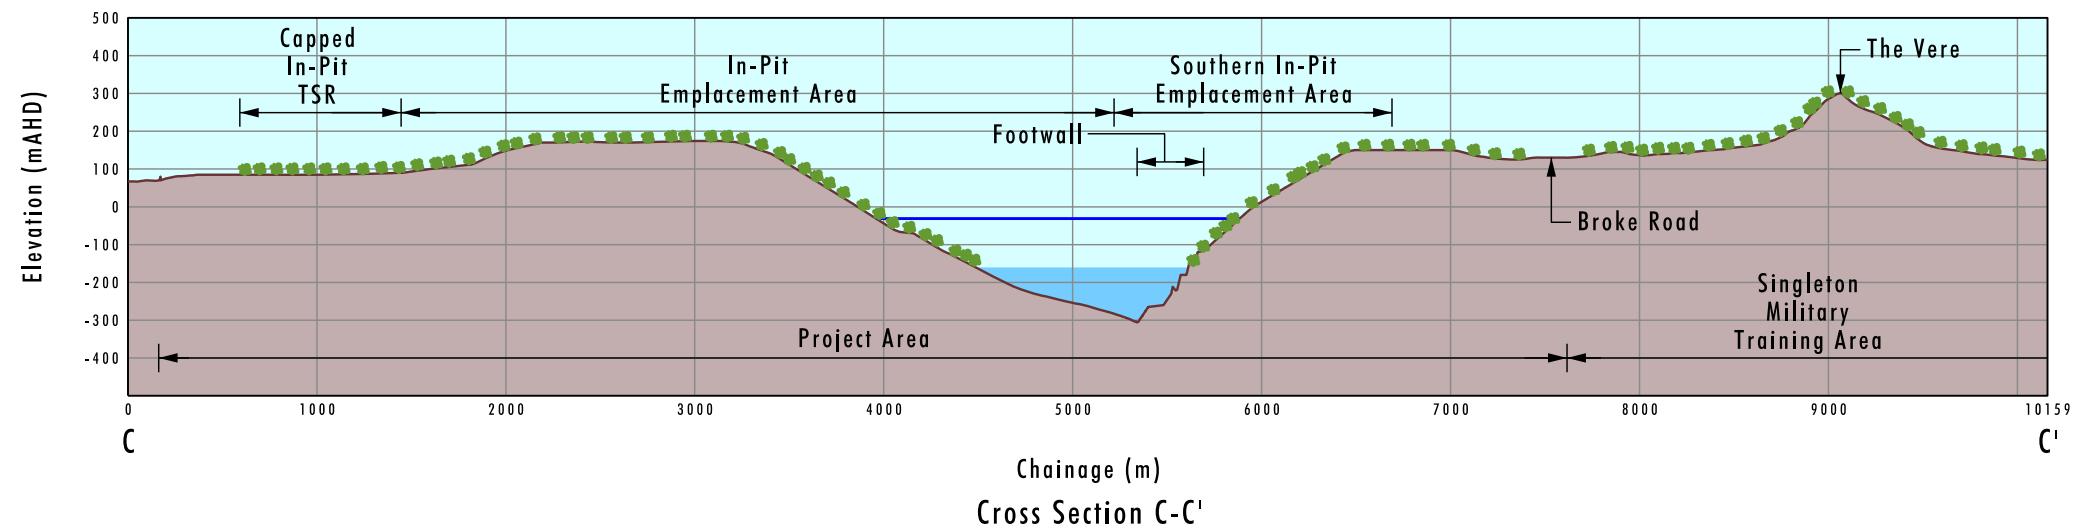 500
400
300
200
100
0
-100
-200
-300
-400
Elevation (mAHD)
Capped
In-Pit
TSR
In-Pit
Emplacement Area
Southern In-Pit
Emplacement Area
Footwall
The Vere
Broke Road
Project Area
Singleton
Military
Training Area
0 1000 2000 3000 4000 5000 6000 7000 8000 9000 10159
C C'
Chainage (m)
Cross Section C-C'